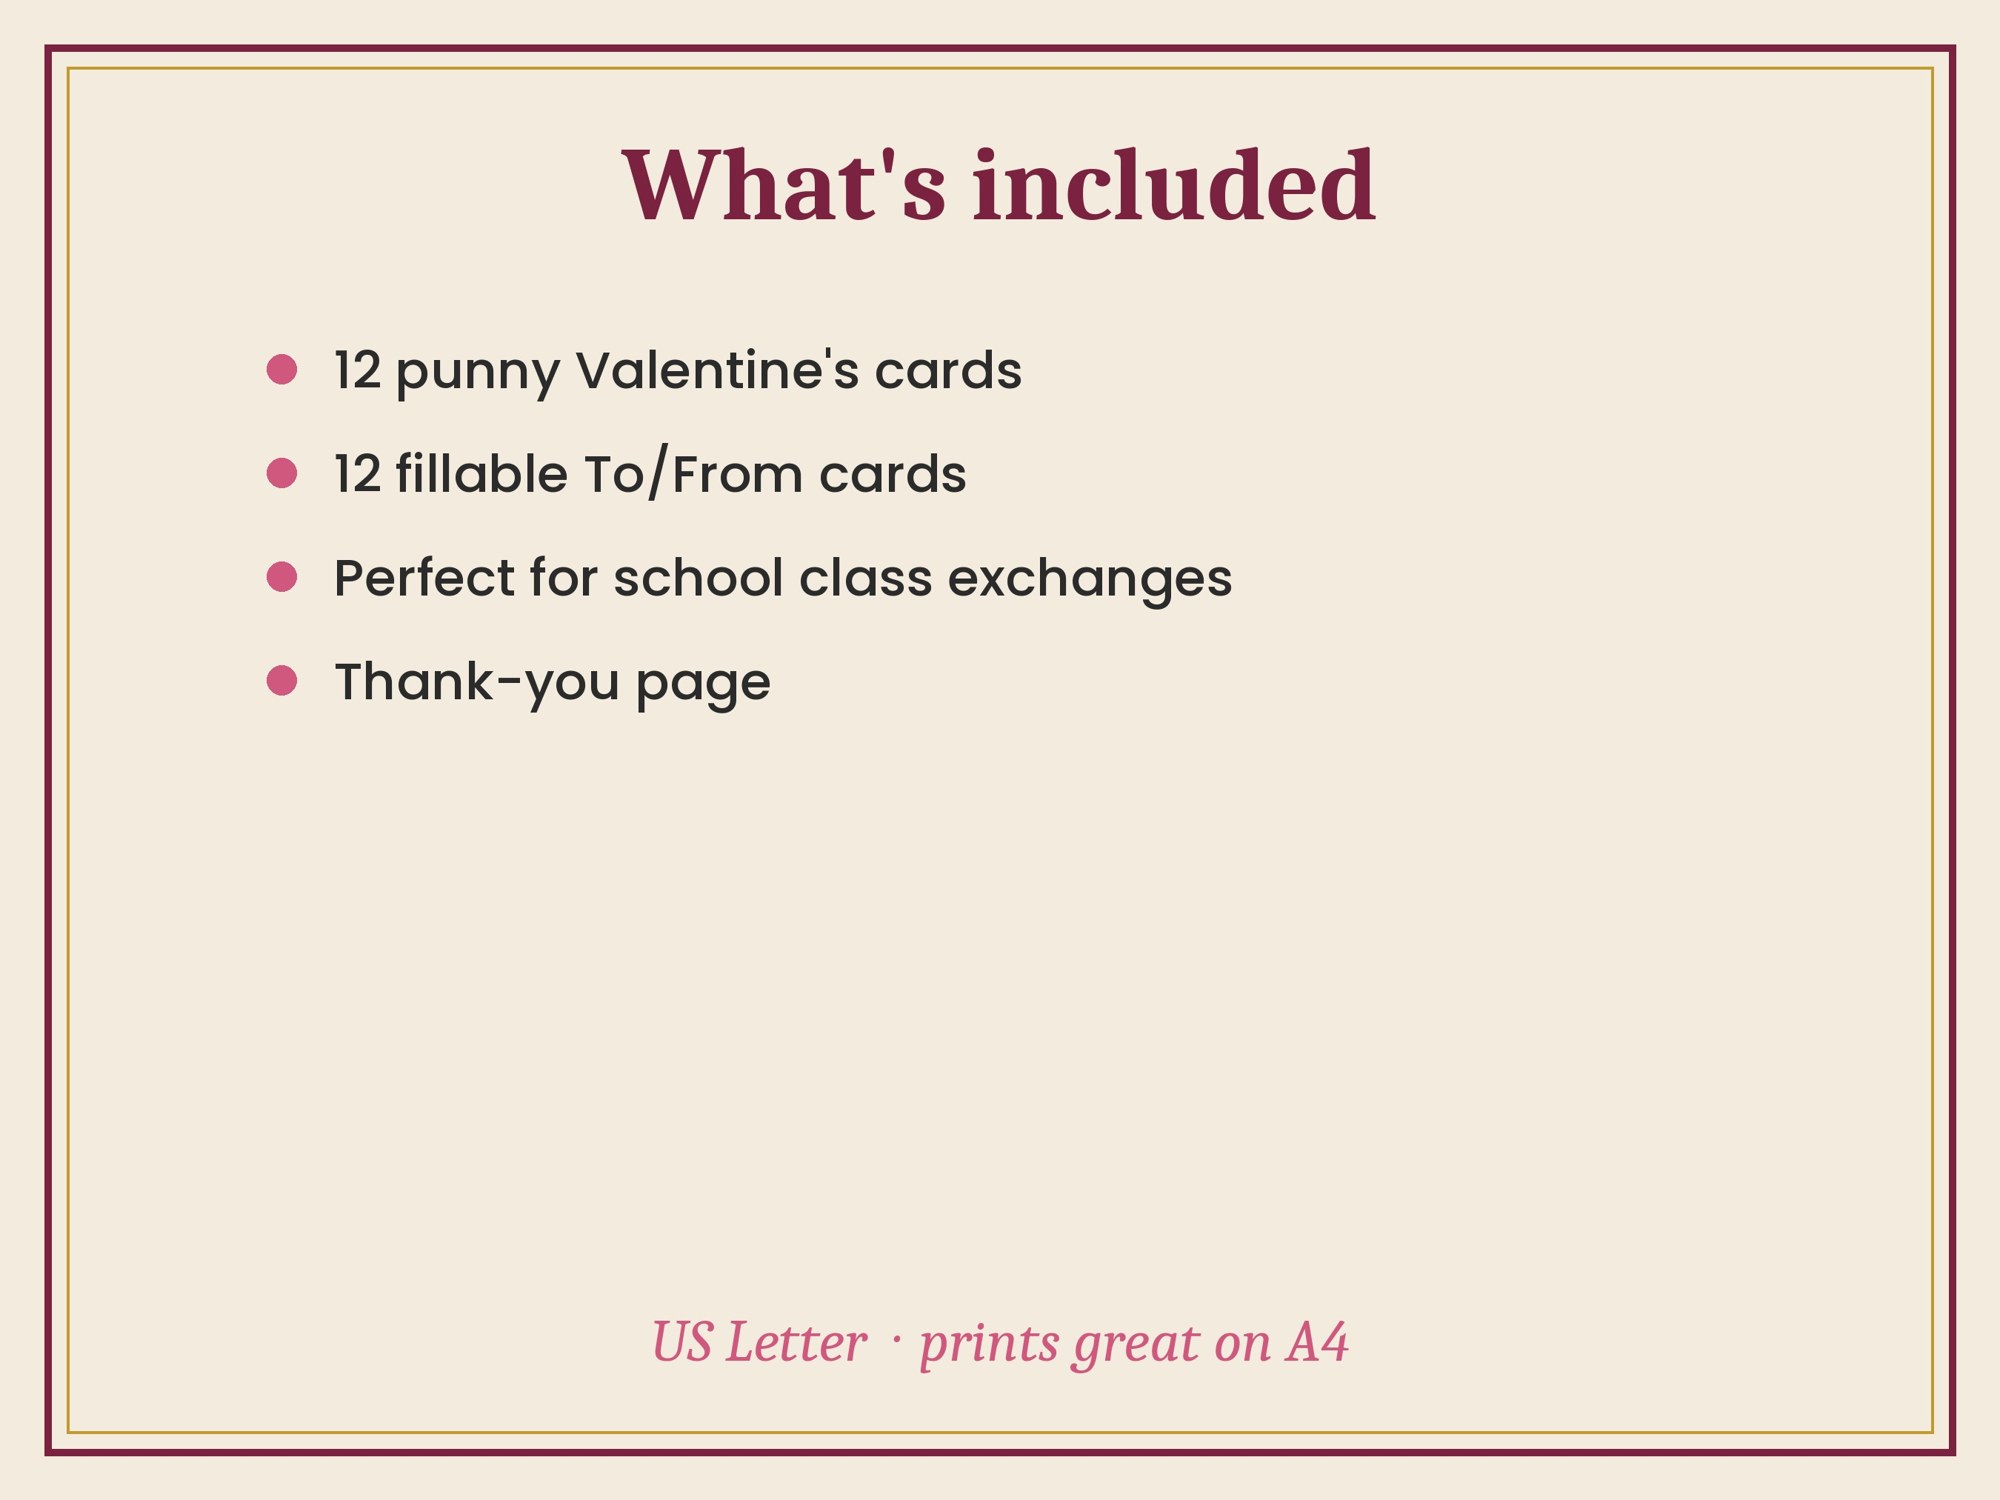 What's included
12 punny Valentine's cards
12 fillable To/From cards
Perfect for school class exchanges
Thank-you page
US Letter · prints great on A4